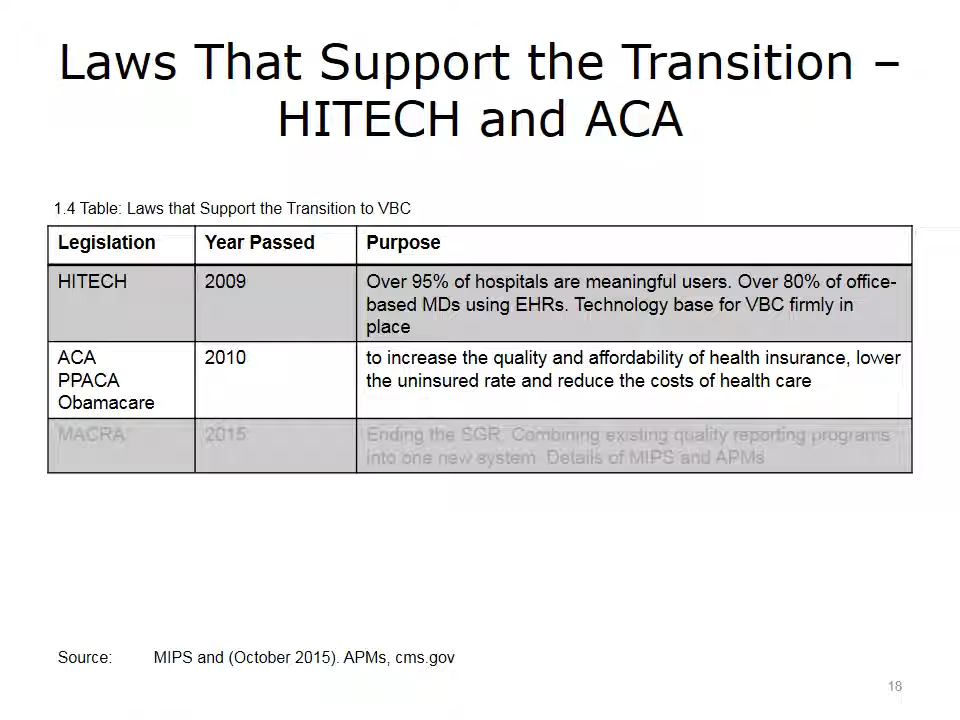 Laws That Support the Transition –
HITECH and ACA
1.4 Table: Laws that Support the Transition to VBC
Legislation Year Passed Purpose
HITECH 2009 Over 95% of hospitals are meaningful users. Over 80% of office-
based MDs using EHRs. Technology base for VBC firmly in
place
ACA 2010 to increase the quality and affordability of health insurance, lower
PPACA the uninsured rate and reduce the costs of health care
Obamacare
MACRA 2015 Ending the SGR. Combining existing quality reporting programs
into one new system. Details of MIPS and APMs
Source: MIPS and (October 2015). APMs, cms.gov
18